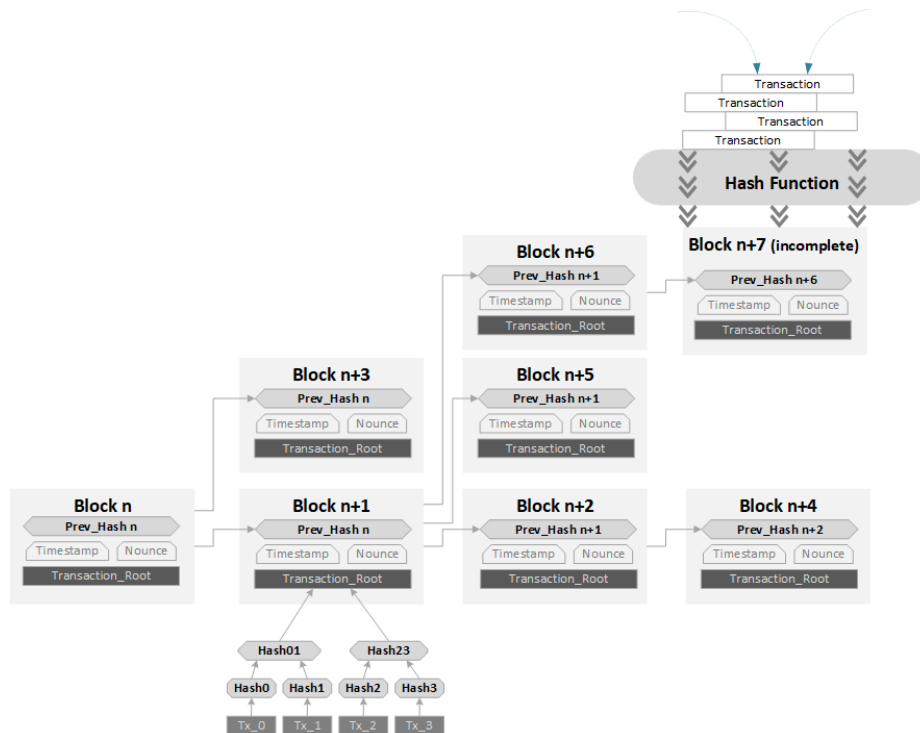 Transaction
Transaction
Transaction
Transaction
Hash Function
Block n+6
Prev_Hash n+1
Timestamp Nounce
Transaction_Root
Block n+7 (incomplete)
Prev_Hash n+6
Timestamp Nounce
Transaction_Root
Block n+3
Prev_Hash n
Timestamp Nounce
Transaction_Root
Block n+5
Prev_Hash n+1
Timestamp Nounce
Transaction_Root
Block n
Prev_Hash n
Timestamp Nounce
Transaction_Root
Block n+1
Prev_Hash n
Timestamp Nounce
Transaction_Root
Block n+2
Prev_Hash n+1
Timestamp Nounce
Transaction_Root
Block n+4
Prev_Hash n+2
Timestamp Nounce
Transaction_Root
Hash01 Hash23
Hash0 Hash1 Hash2 Hash3
Tx_0 Tx_1 Tx_2 Tx_3